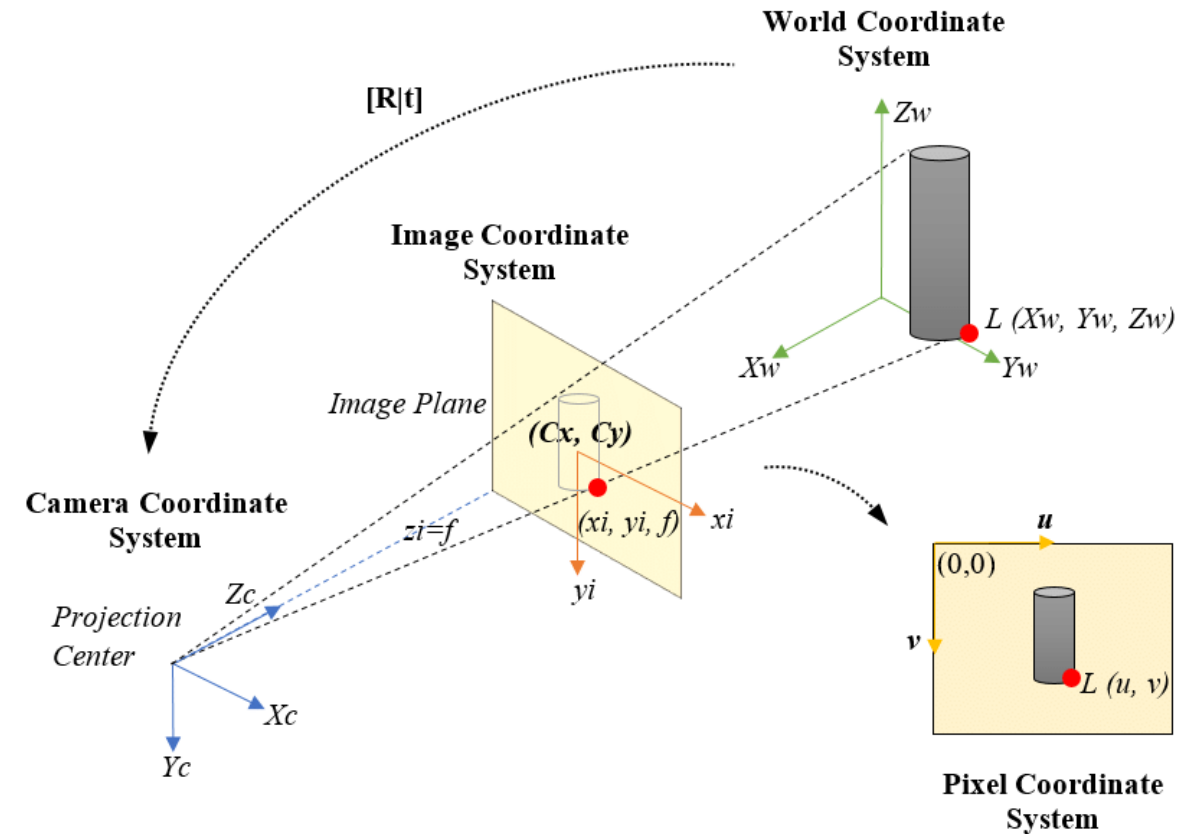 World Coordinate
System
[R|t]
Zw
Image Coordinate
System
L (Xw, Yw, Zw)
Xw
Yw
Image Plane
(Cx, Cy)
Camera Coordinate
System
zi=f
(xi, yi, f)
xi
yi
u
(0,0)
Zc
Projection
Center
v
L (u, v)
Xc
Yc
Pixel Coordinate
System